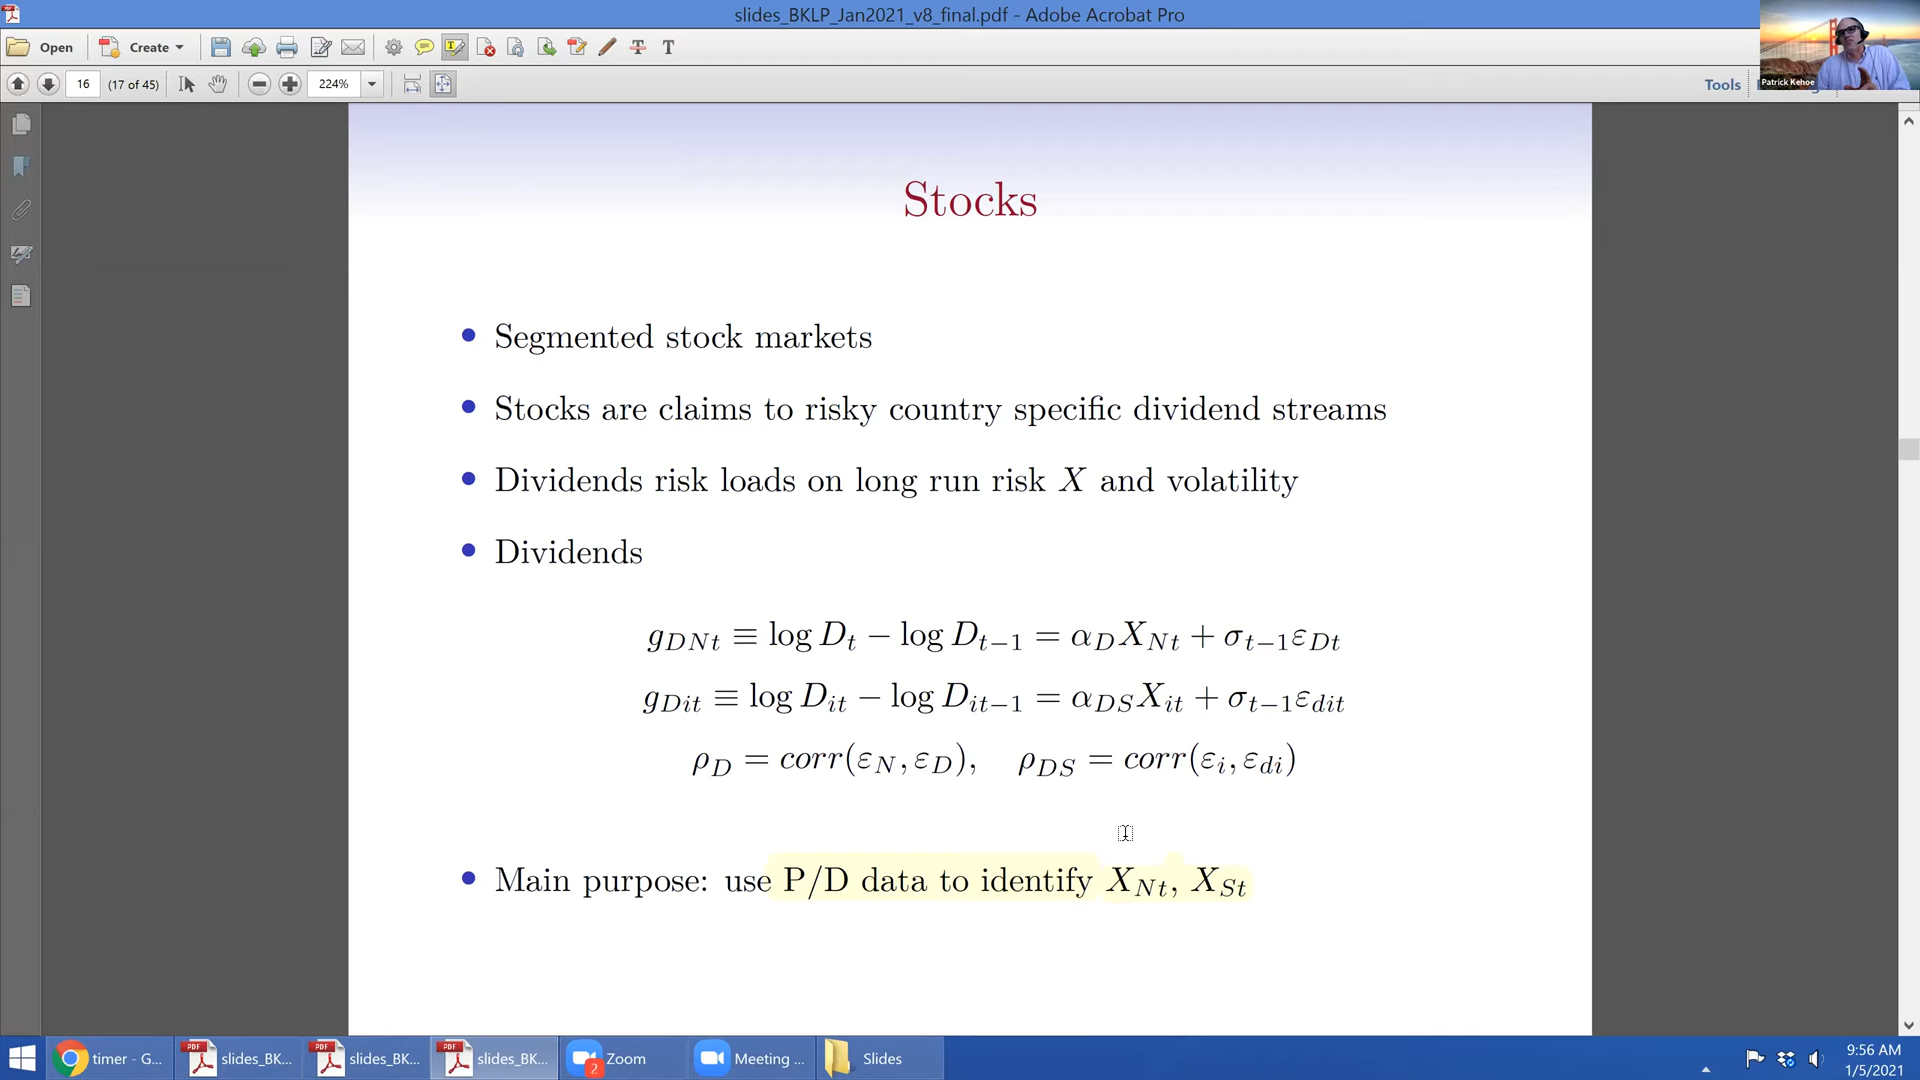 slides_BKLP_Jan2021_v8_final.pdf - Adobe Acrobat Pro
Open Create
16 (17 of 45) 224% Tools
Patrick Kehoe
Stocks
• Segmented stock markets
• Stocks are claims to risky country specific dividend streams
• Dividends risk loads on long run risk X and volatility
• Dividends
g_{DNt} ≡ log D_t − log D_{t−1} = α_D X_{Nt} + σ_{t−1}ε_{Dt}
g_{Dit} ≡ log D_{it} − log D_{it−1} = α_{DS} X_{it} + σ_{t−1}ε_{dit}
ρ_D = corr(ε_N, ε_D), ρ_{DS} = corr(ε_i, ε_{di})
• Main purpose: use P/D data to identify X_{Nt}, X_{St}
timer - G... slides_BK... slides_BK... slides_BK... 2 Zoom Meeting ... Slides
9:56 AM
1/5/2021